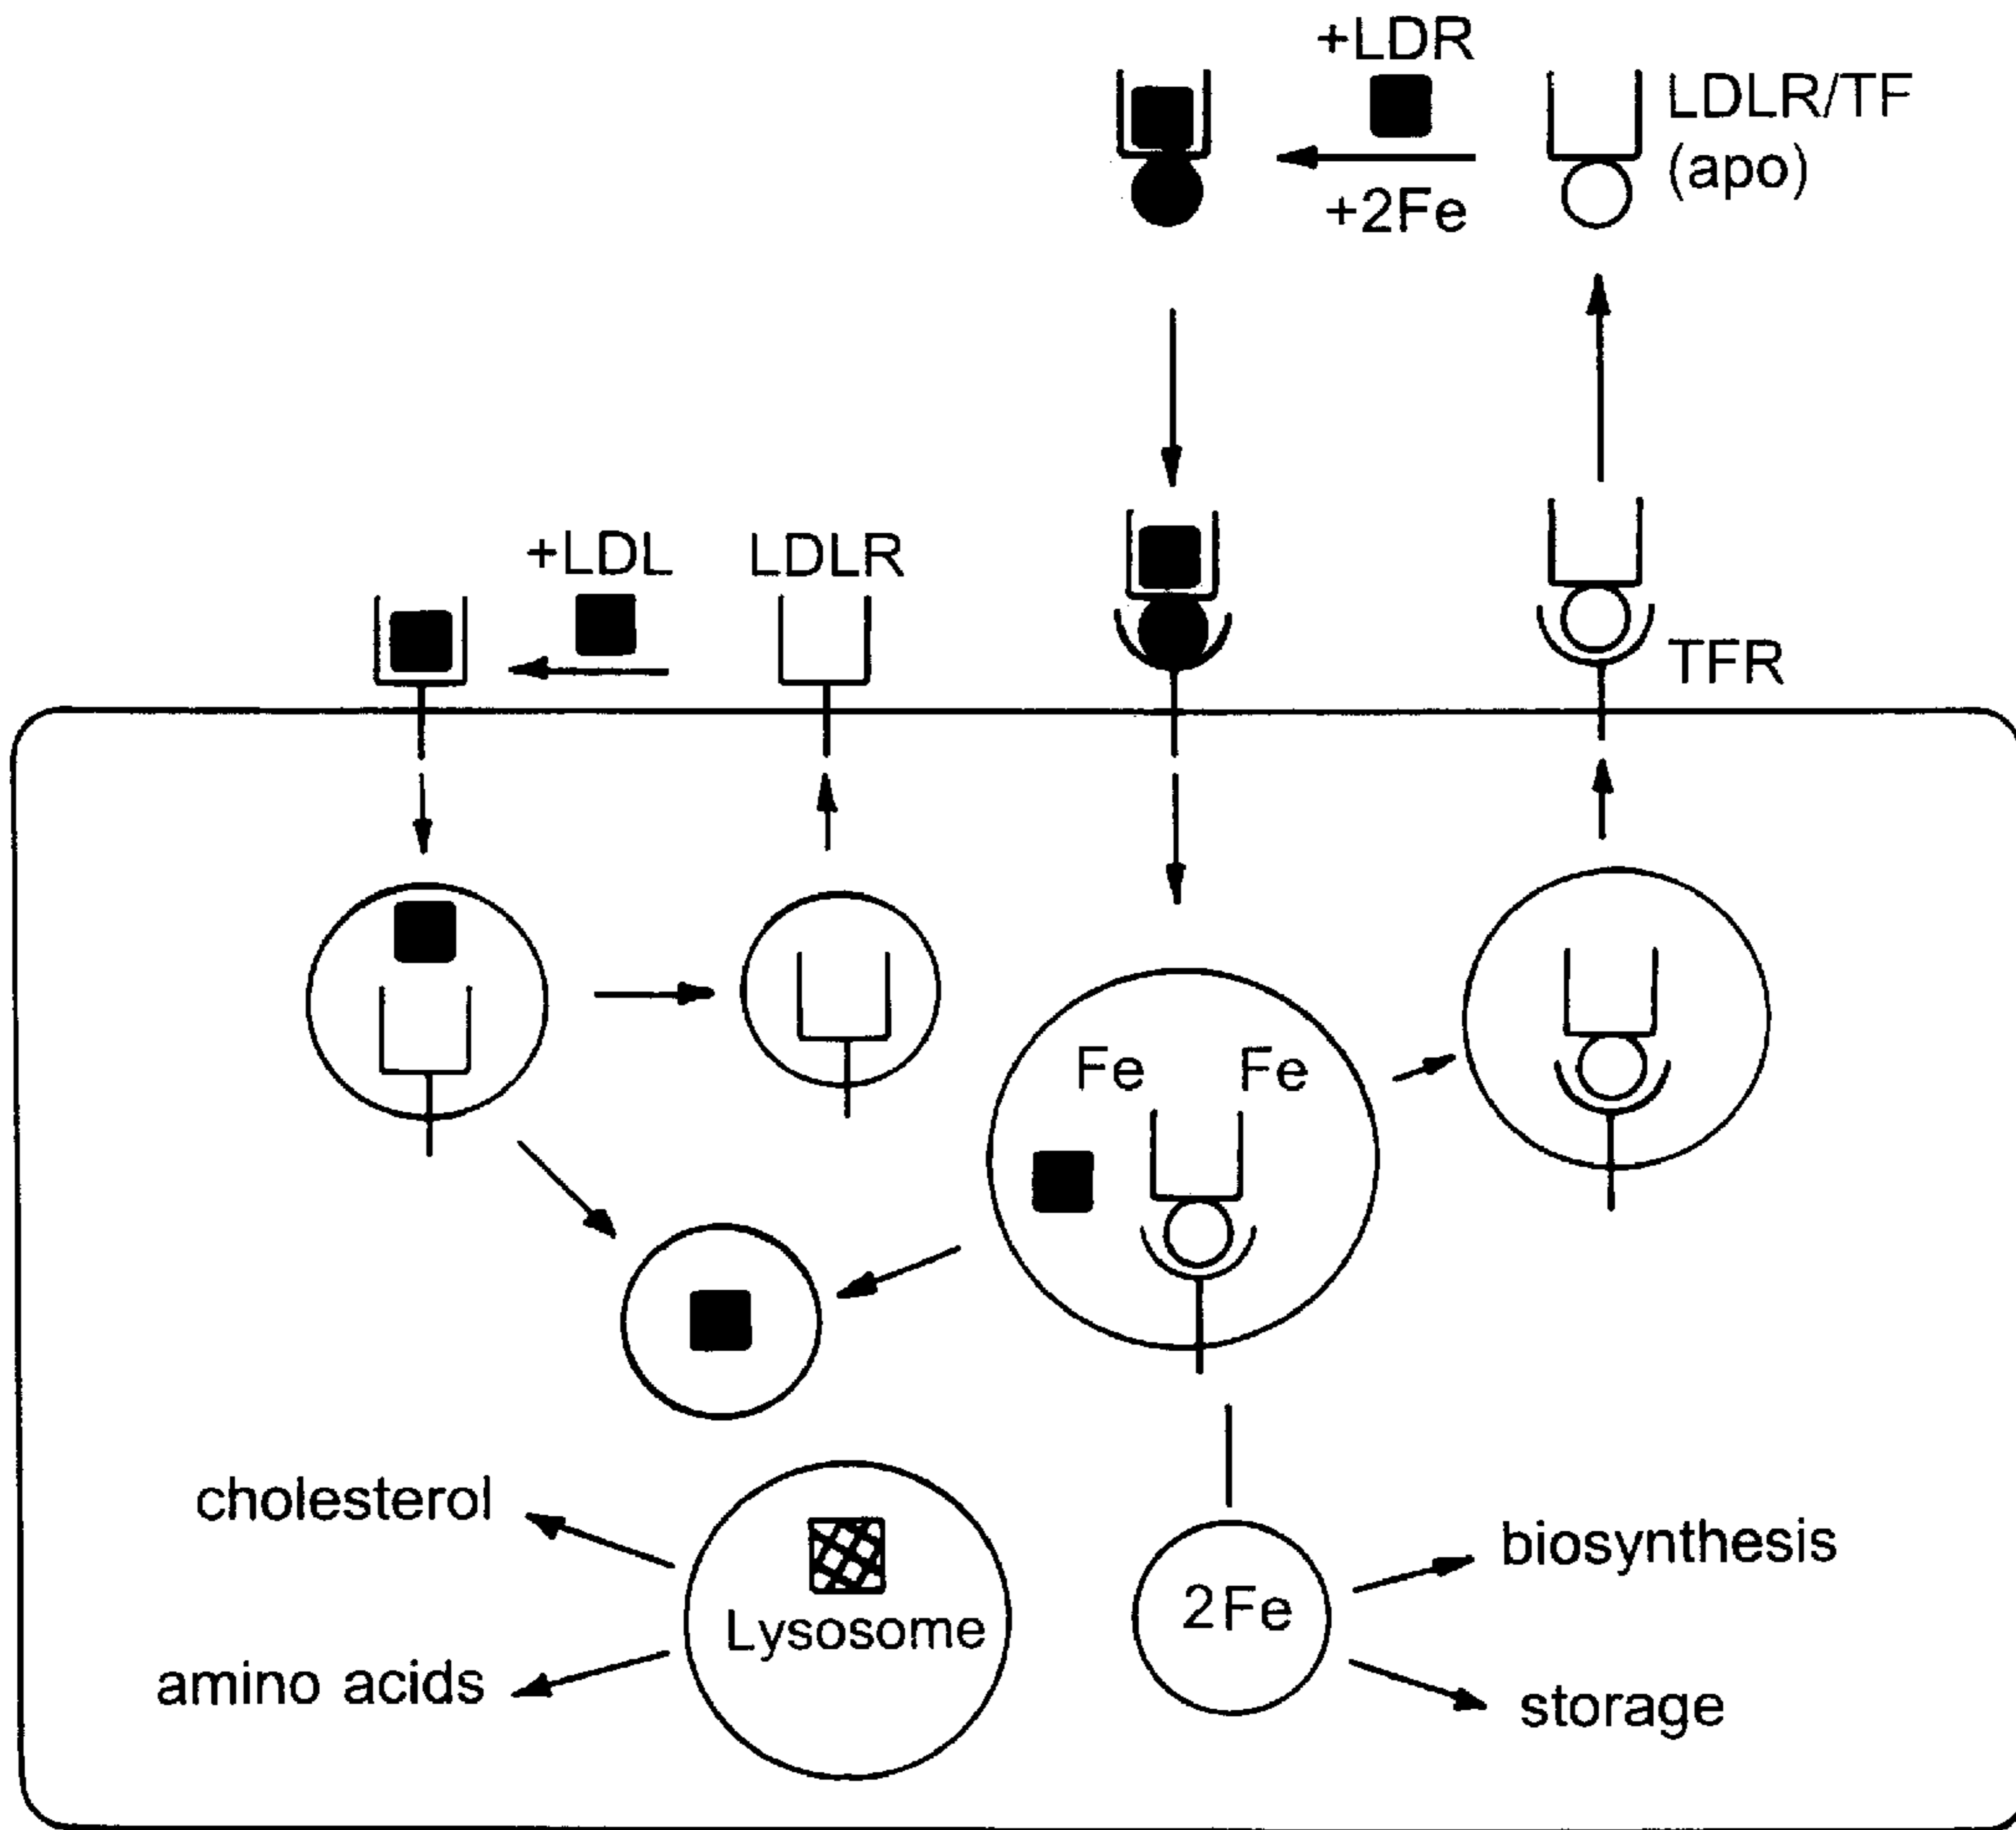 +LDR
LDLR/TF
(apo)
+2Fe
+LDL
LDLR
TFR
Fe
Fe
cholesterol
Lysosome
amino acids
2Fe
biosynthesis
storage